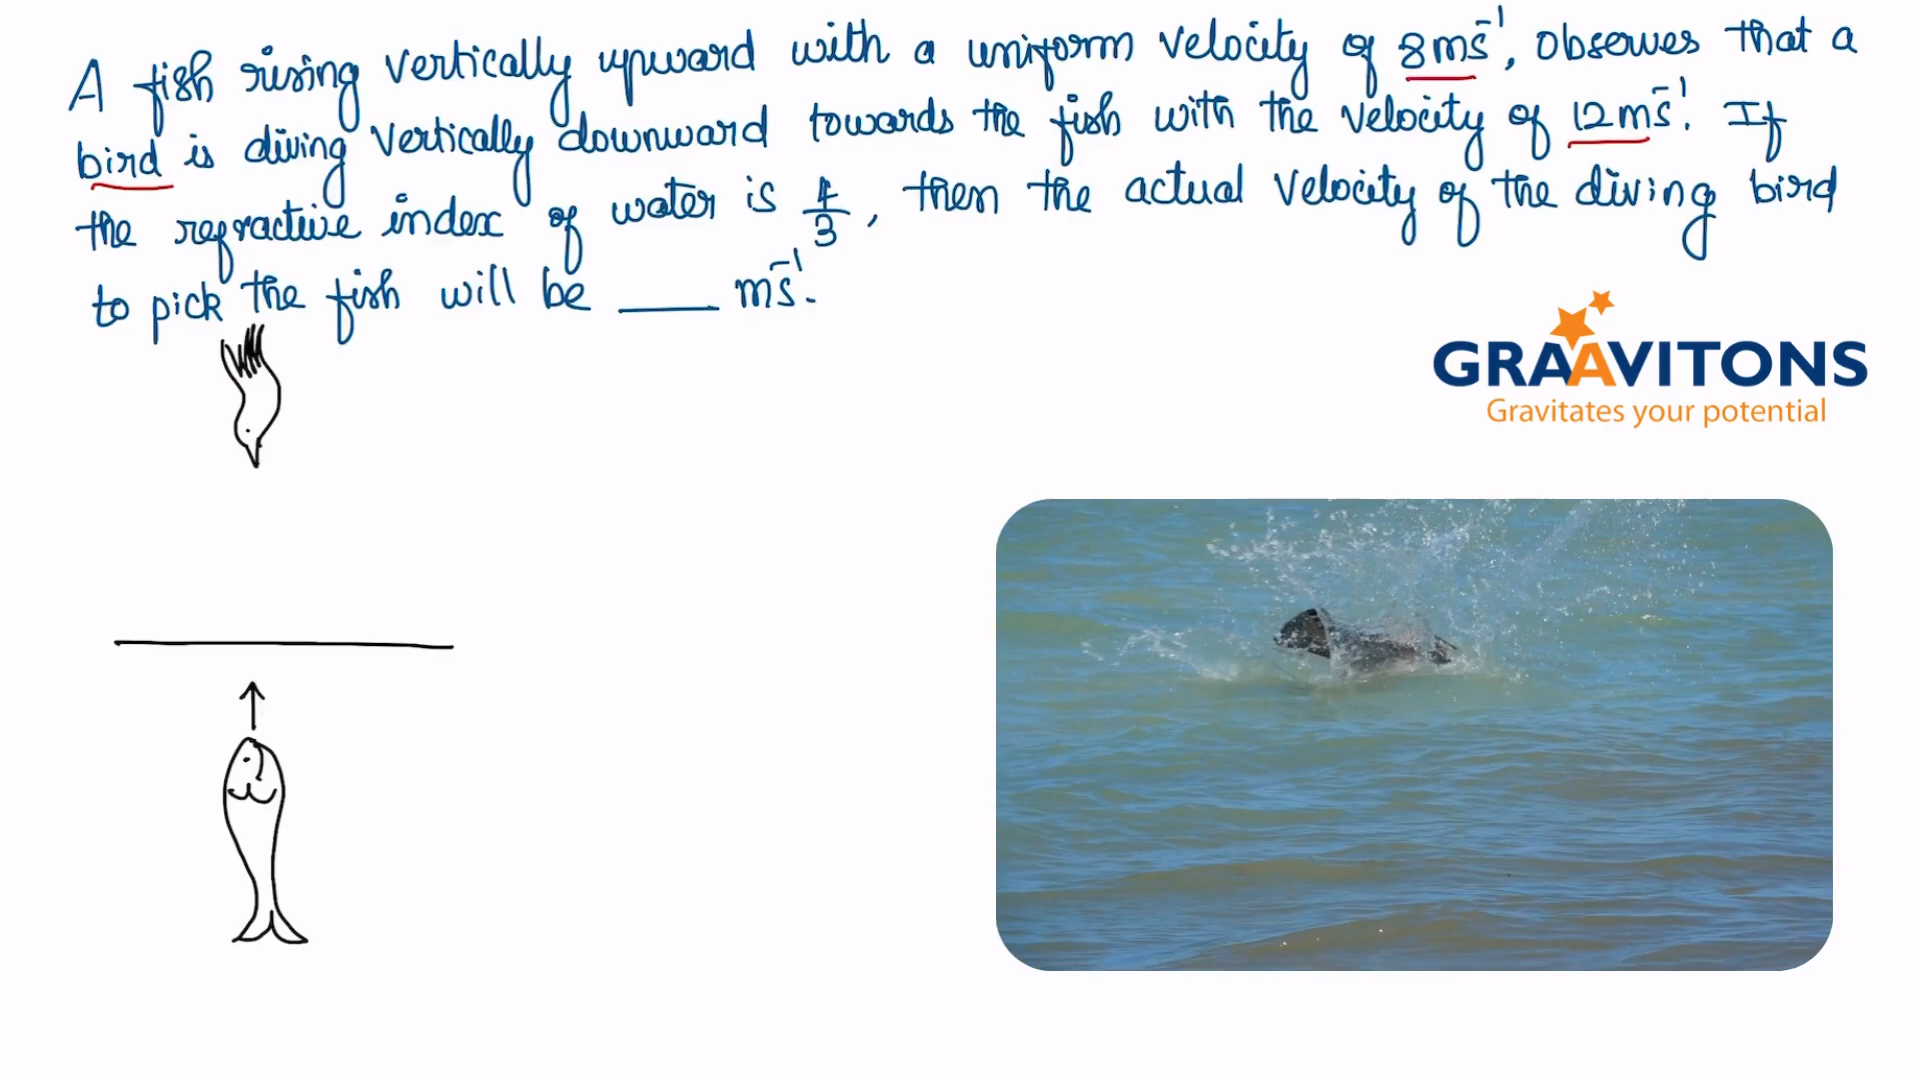 A fish rising vertically upward with a uniform velocity of 8ms⁻¹, observes that a
bird is diving vertically downward towards the fish with the velocity of 12ms⁻¹. If
the refractive index of water is 4/3, then the actual velocity of the diving bird
to pick the fish will be ____ ms⁻¹.
GRAAVITONS
Gravitates your potential